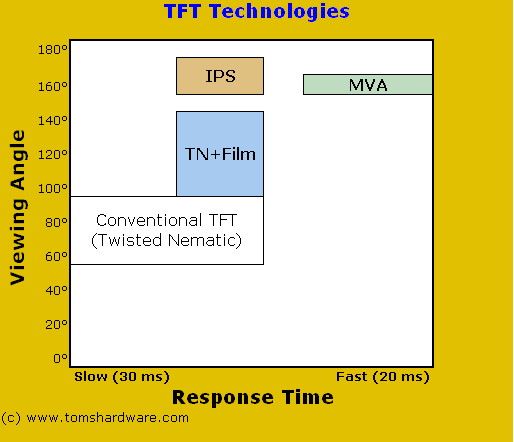 TFT Technologies
Viewing Angle
180°
160°
140°
120°
100°
80°
60°
40°
20°
0°
IPS
MVA
TN+Film
Conventional TFT
(Twisted Nematic)
Slow (30 ms)
Fast (20 ms)
Response Time
(c) www.tomshardware.com